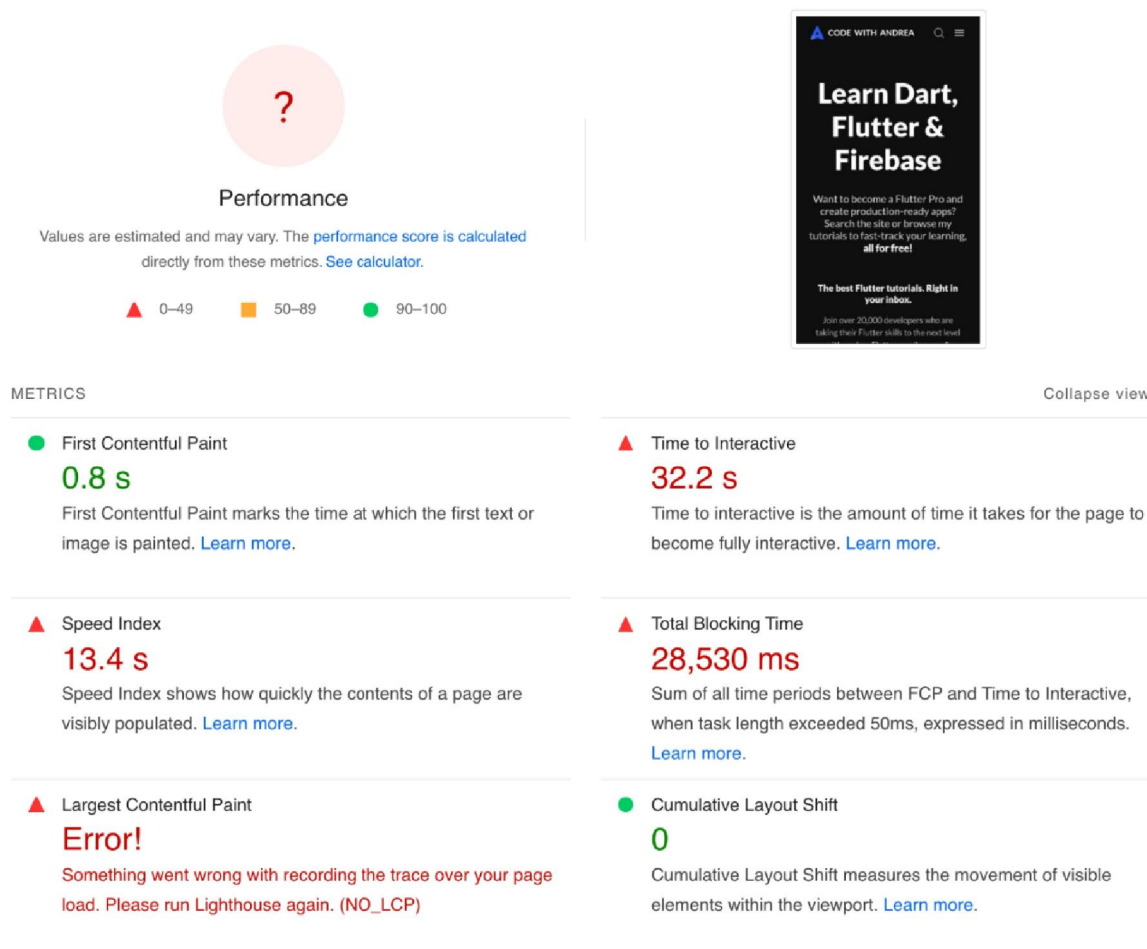 ?
Performance
Values are estimated and may vary. The performance score is calculated
directly from these metrics. See calculator.
0–49
50–89
90–100
CODE WITH ANDREA
Learn Dart,
Flutter &
Firebase
Want to become a Flutter Pro and
create production-ready apps?
Search the site or browse my
tutorials to fast-track your learning,
all for free!
The best Flutter tutorials. Right in
your inbox.
Join over 20,000 developers who are
taking their Flutter skills to the next level
METRICS
Collapse view
First Contentful Paint
0.8 s
First Contentful Paint marks the time at which the first text or
image is painted. Learn more.
Time to Interactive
32.2 s
Time to interactive is the amount of time it takes for the page to
become fully interactive. Learn more.
Speed Index
13.4 s
Speed Index shows how quickly the contents of a page are
visibly populated. Learn more.
Total Blocking Time
28,530 ms
Sum of all time periods between FCP and Time to Interactive,
when task length exceeded 50ms, expressed in milliseconds.
Learn more.
Largest Contentful Paint
Error!
Something went wrong with recording the trace over your page
load. Please run Lighthouse again. (NO_LCP)
Cumulative Layout Shift
0
Cumulative Layout Shift measures the movement of visible
elements within the viewport. Learn more.